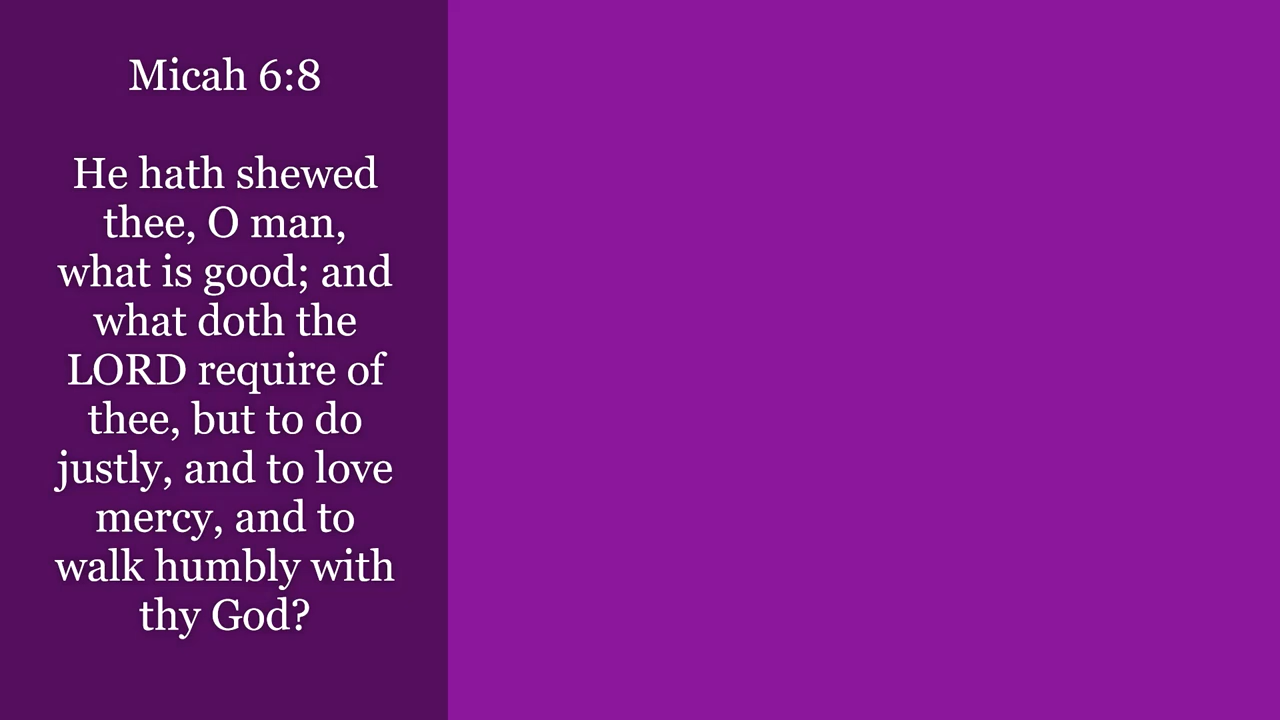 Micah 6:8
He hath shewed
thee, O man,
what is good; and
what doth the
LORD require of
thee, but to do
justly, and to love
mercy, and to
walk humbly with
thy God?